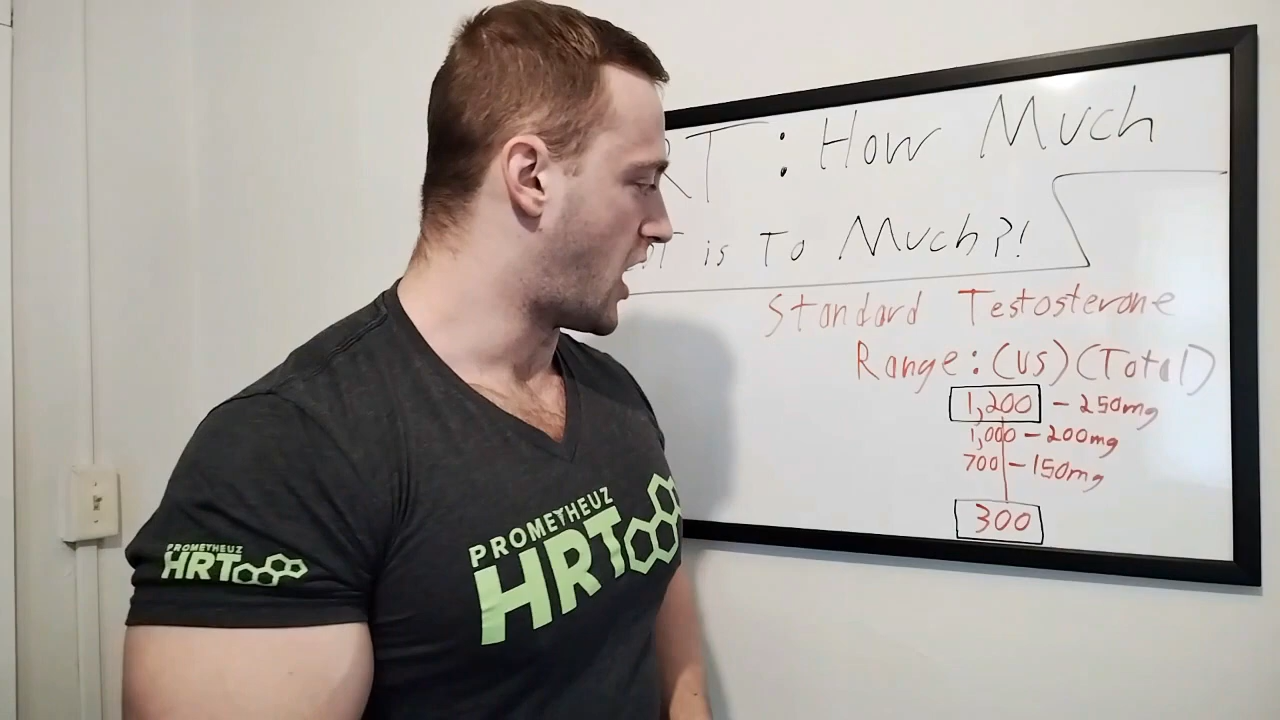 RT : How Much
is To Much?!
Standard Testosterone
Range: (US) (Total)
1,200 - 250mg
1,000 - 200mg
700 - 150mg
300
PROMETHEUZ
HRT
PROMETHEUZ
HRT